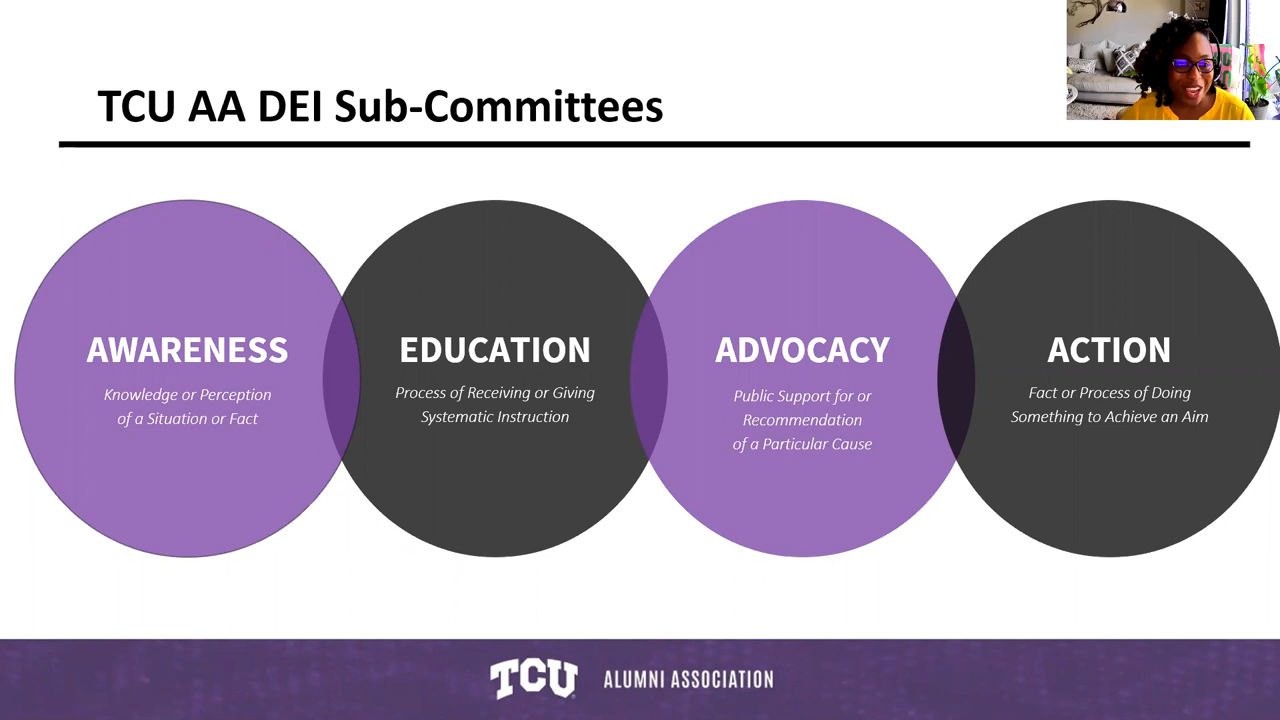 TCU AA DEI Sub-Committees
AWARENESS
Knowledge or Perception
of a Situation or Fact
EDUCATION
Process of Receiving or Giving
Systematic Instruction
ADVOCACY
Public Support for or
Recommendation
of a Particular Cause
ACTION
Fact or Process of Doing
Something to Achieve an Aim
TCU ALUMNI ASSOCIATION